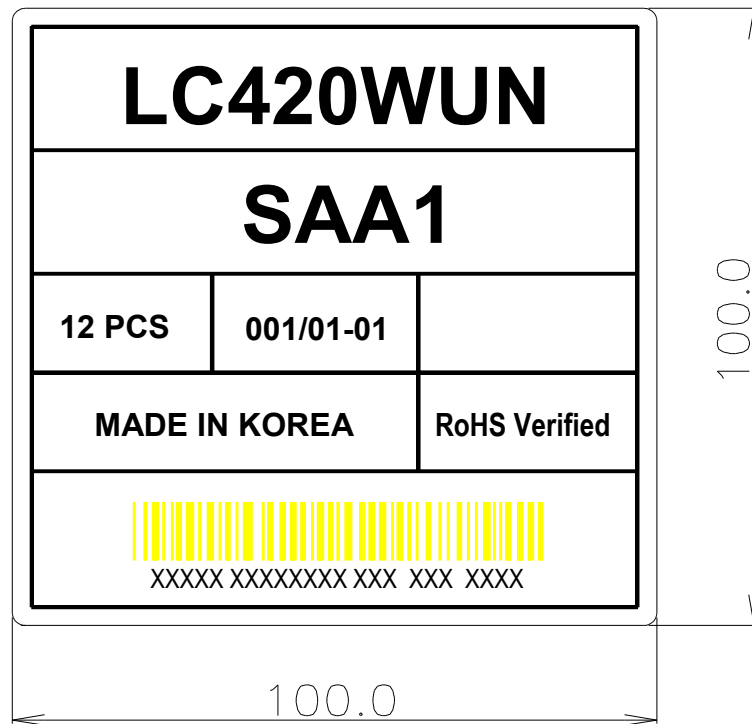 LC420WUN
SAA1
12 PCS 001/01-01
MADE IN KOREA RoHS Verified
XXXXX XXXXXXXX XXX XXX XXXX
100.0
100.0